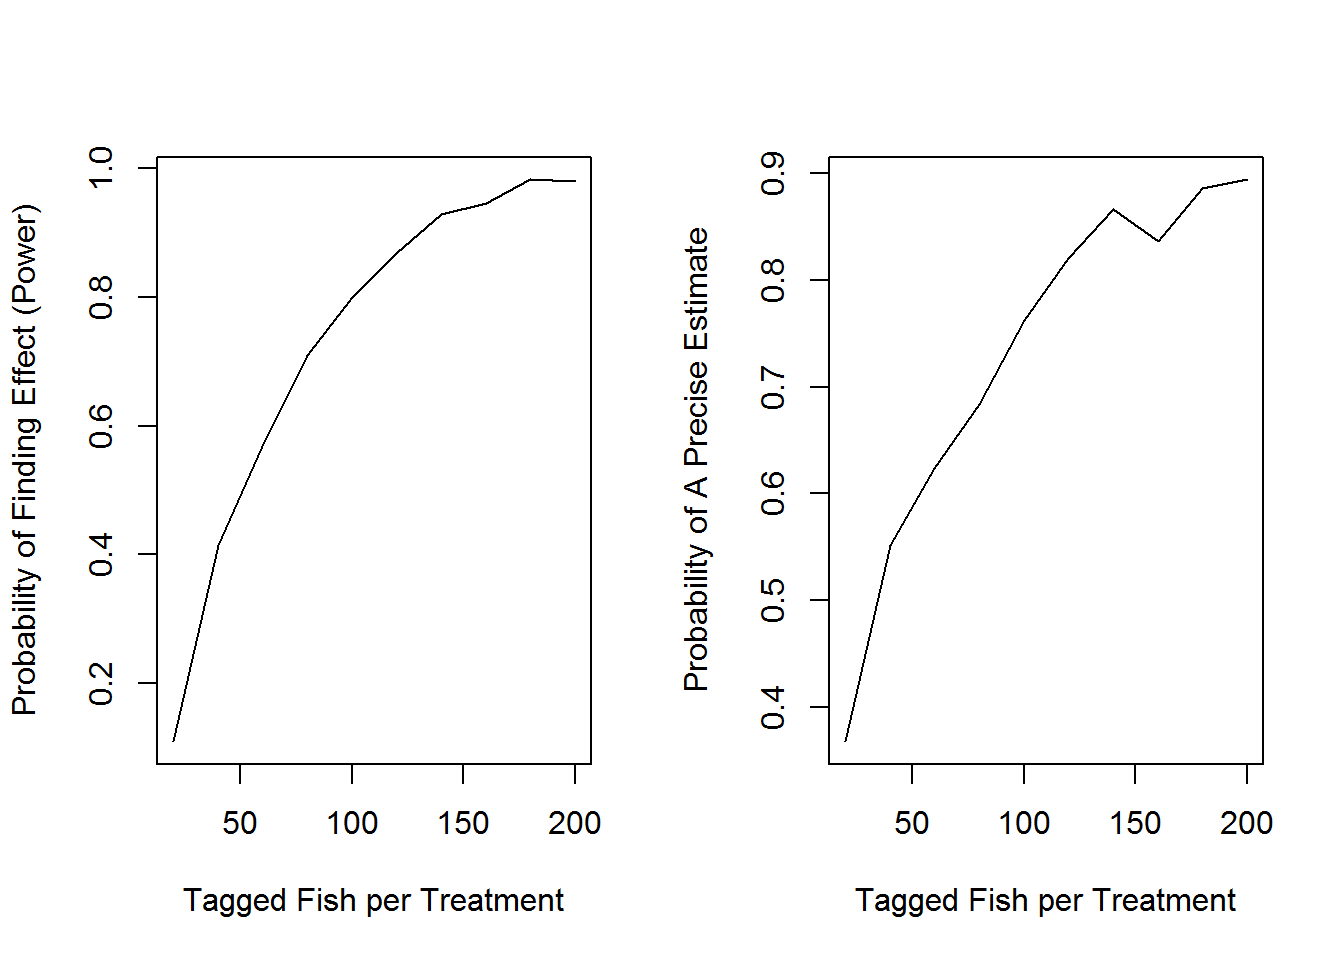 Probability of Finding Effect (Power)
1.0
0.8
0.6
0.4
0.2
50 100 150 200
Tagged Fish per Treatment
Probability of A Precise Estimate
0.9
0.8
0.7
0.6
0.5
0.4
50 100 150 200
Tagged Fish per Treatment